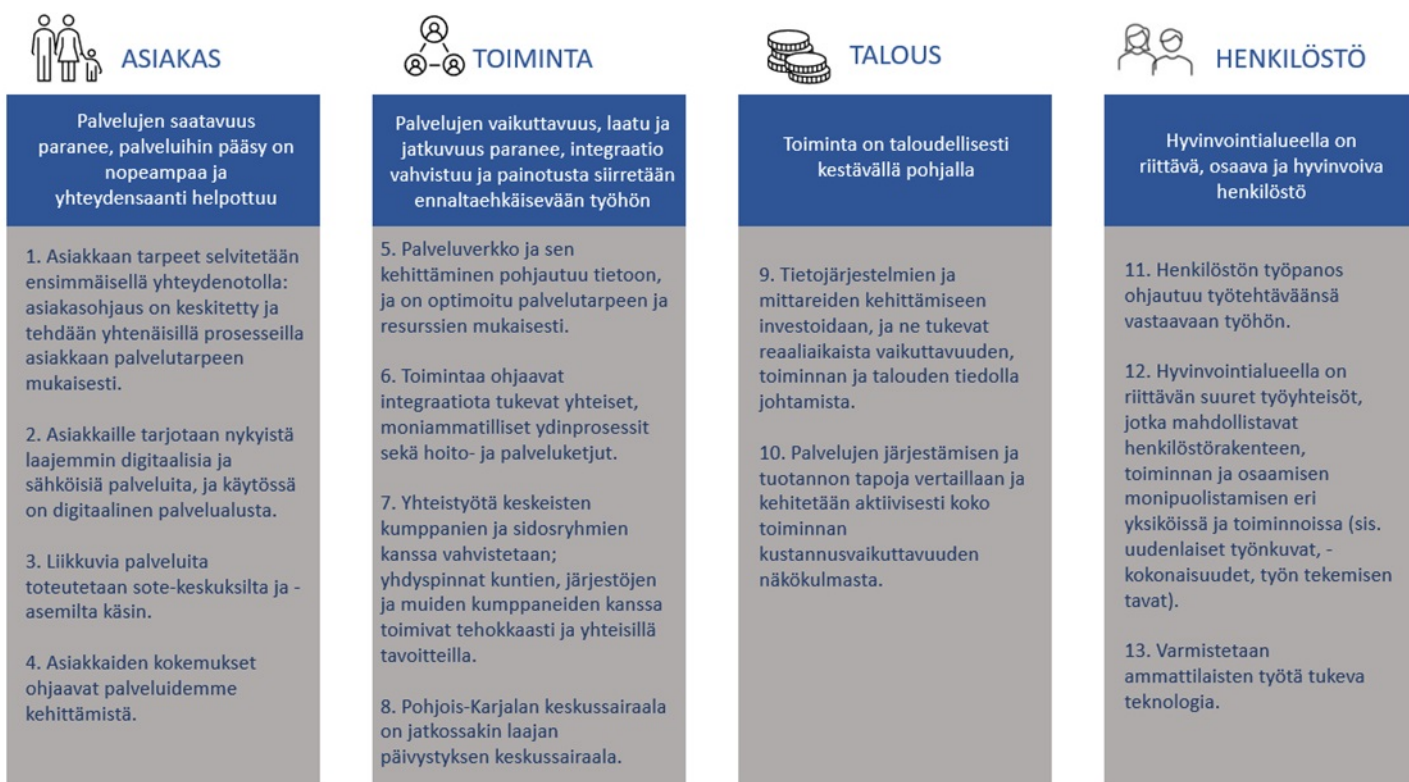 ASIAKAS
Palvelujen saatavuus
paranee, palveluihin pääsy on
nopeampaa ja
yhteydensaanti helpottuu
1. Asiakkaan tarpeet selvitetään
ensimmäisellä yhteydenotolla:
asiakasohjaus on keskitetty ja
tehdään yhtenäisillä prosesseilla
asiakkaan palvelutarpeen
mukaisesti.
2. Asiakkaille tarjotaan nykyistä
laajemmin digitaalisia ja
sähköisiä palveluita, ja käytössä
on digitaalinen palvelualusta.
3. Liikkuvia palveluita
toteutetaan sote-keskuksilta ja -
asemilta käsin.
4. Asiakkaiden kokemukset
ohjaavat palveluidemme
kehittämistä.
TOIMINTA
Palvelujen vaikuttavuus, laatu ja
jatkuvuus paranee, integraatio
vahvistuu ja painotusta siirretään
ennaltaehkäisevään työhön
5. Palveluverkko ja sen
kehittäminen pohjautuu tietoon,
ja on optimoitu palvelutarpeen ja
resurssien mukaisesti.
6. Toimintaa ohjaavat
integraatiota tukevat yhteiset,
moniammatilliset ydinprosessit
sekä hoito- ja palveluketjut.
7. Yhteistyötä keskeisten
kumppanien ja sidosryhmien
kanssa vahvistetaan;
yhdyspinnat kuntien, järjestöjen
ja muiden kumppaneiden kanssa
toimivat tehokkaasti ja yhteisillä
tavoitteilla.
8. Pohjois-Karjalan keskussairaala
on jatkossakin laajan
päivystyksen keskussairaala.
TALOUS
Toiminta on taloudellisesti
kestävällä pohjalla
9. Tietojärjestelmien ja
mittareiden kehittämiseen
investoidaan, ja ne tukevat
reaaliaikaista vaikuttavuuden,
toiminnan ja talouden tiedolla
johtamista.
10. Palvelujen järjestämisen ja
tuotannon tapoja vertaillaan ja
kehitetään aktiivisesti koko
toiminnan
kustannusvaikuttavuuden
näkökulmasta.
HENKILÖSTÖ
Hyvinvointialueella on
riittävä, osaava ja hyvinvoiva
henkilöstö
11. Henkilöstön työpanos
ohjautuu työtehtäväänsä
vastaavaan työhön.
12. Hyvinvointialueella on
riittävän suuret työyhteisöt,
jotka mahdollistavat
henkilöstörakenteen,
toiminnan ja osaamisen
monipuolistamisen eri
yksiköissä ja toiminnoissa (sis.
uudenlaiset työnkuvat, -
kokonaisuudet, työn tekemisen
tavat).
13. Varmistetaan
ammattilaisten työtä tukeva
teknologia.